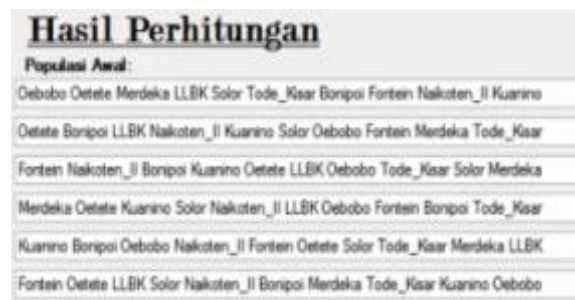 Hasil Perhitungan
Populasi Awal:
Oebobo Oetete Merdeka LLBK Solor Tode_Kisar Bonipoi Fontein Naikoten_II Kuanino
Oetete Bonipoi LLBK Naikoten_II Kuanino Solor Oebobo Fontein Merdeka Tode_Kisar
Fontein Naikoten_II Bonipoi Kuanino Oetete LLBK Oebobo Tode_Kisar Solor Merdeka
Merdeka Oetete Kuanino Solor Naikoten_II LLBK Oebobo Fontein Bonipoi Tode_Kisar
Kuanino Bonipoi Oebobo Naikoten_II Fontein Oetete Solor Tode_Kisar Merdeka LLBK
Fontein Oetete LLBK Solor Naikoten_II Bonipoi Merdeka Tode_Kisar Kuanino Oebobo